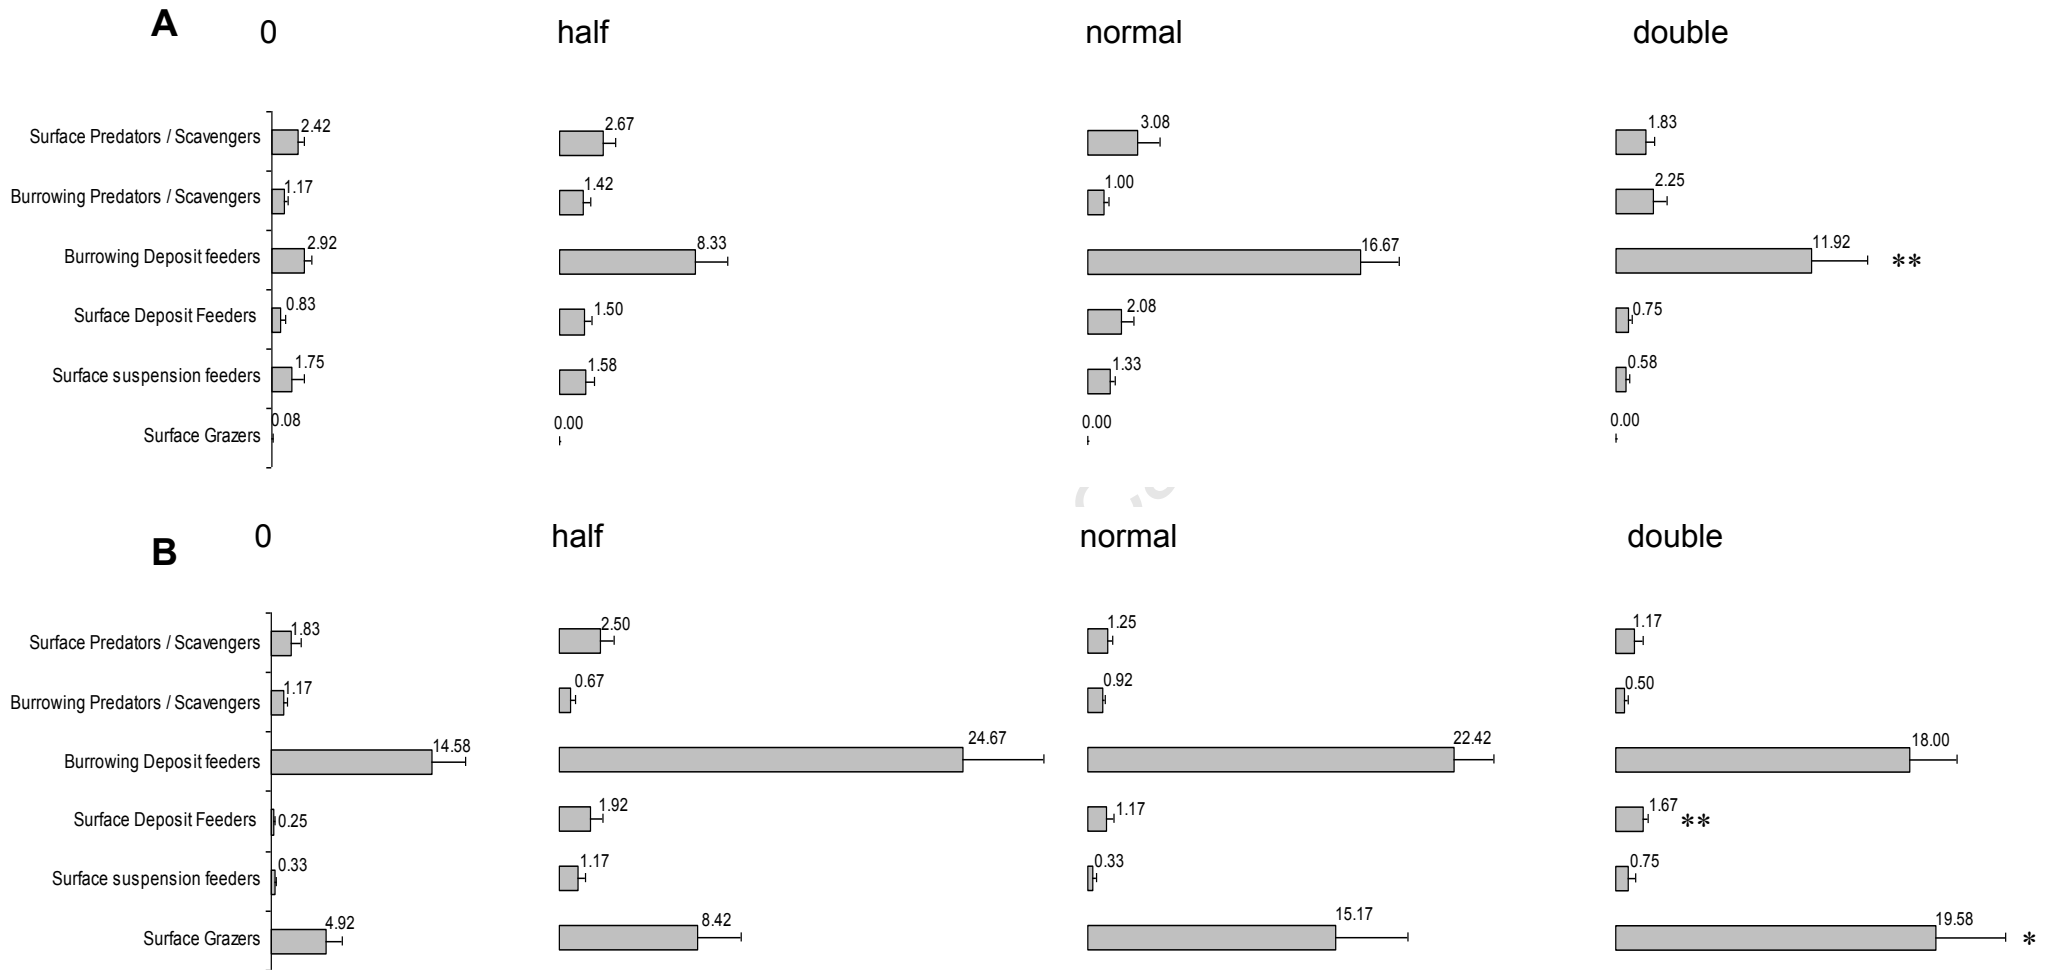 A 0 half normal double
Surface Predators / Scavengers 2.42 2.67 3.08 1.83
Burrowing Predators / Scavengers 1.17 1.42 1.00 2.25
Burrowing Deposit feeders 2.92 8.33 16.67 11.92 **
Surface Deposit Feeders 0.83 1.50 2.08 0.75
Surface suspension feeders 1.75 1.58 1.33 0.58
Surface Grazers 0.08 0.00 0.00 0.00
B 0 half normal double
Surface Predators / Scavengers 1.83 2.50 1.25 1.17
Burrowing Predators / Scavengers 1.17 0.67 0.92 0.50
Burrowing Deposit feeders 14.58 24.67 22.42 18.00
Surface Deposit Feeders 0.25 1.92 1.17 1.67 **
Surface suspension feeders 0.33 1.17 0.33 0.75
Surface Grazers 4.92 8.42 15.17 19.58 *